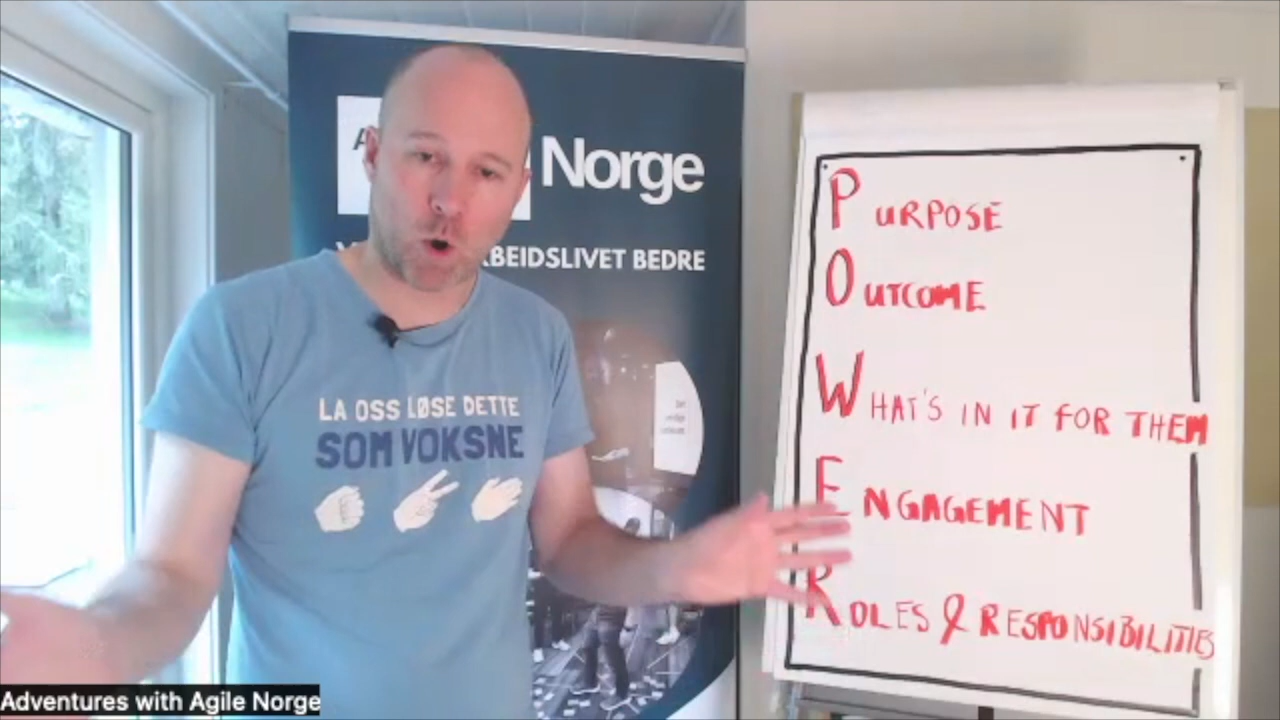 Norge
ARBEIDSLIVET BEDRE
LA OSS LØSE DETTE
SOM VOKSNE
PURPOSE
OUTCOME
WHAT'S IN IT FOR THEM
ENGAGEMENT
ROLES & RESPONSIBILITIES
Adventures with Agile Norge